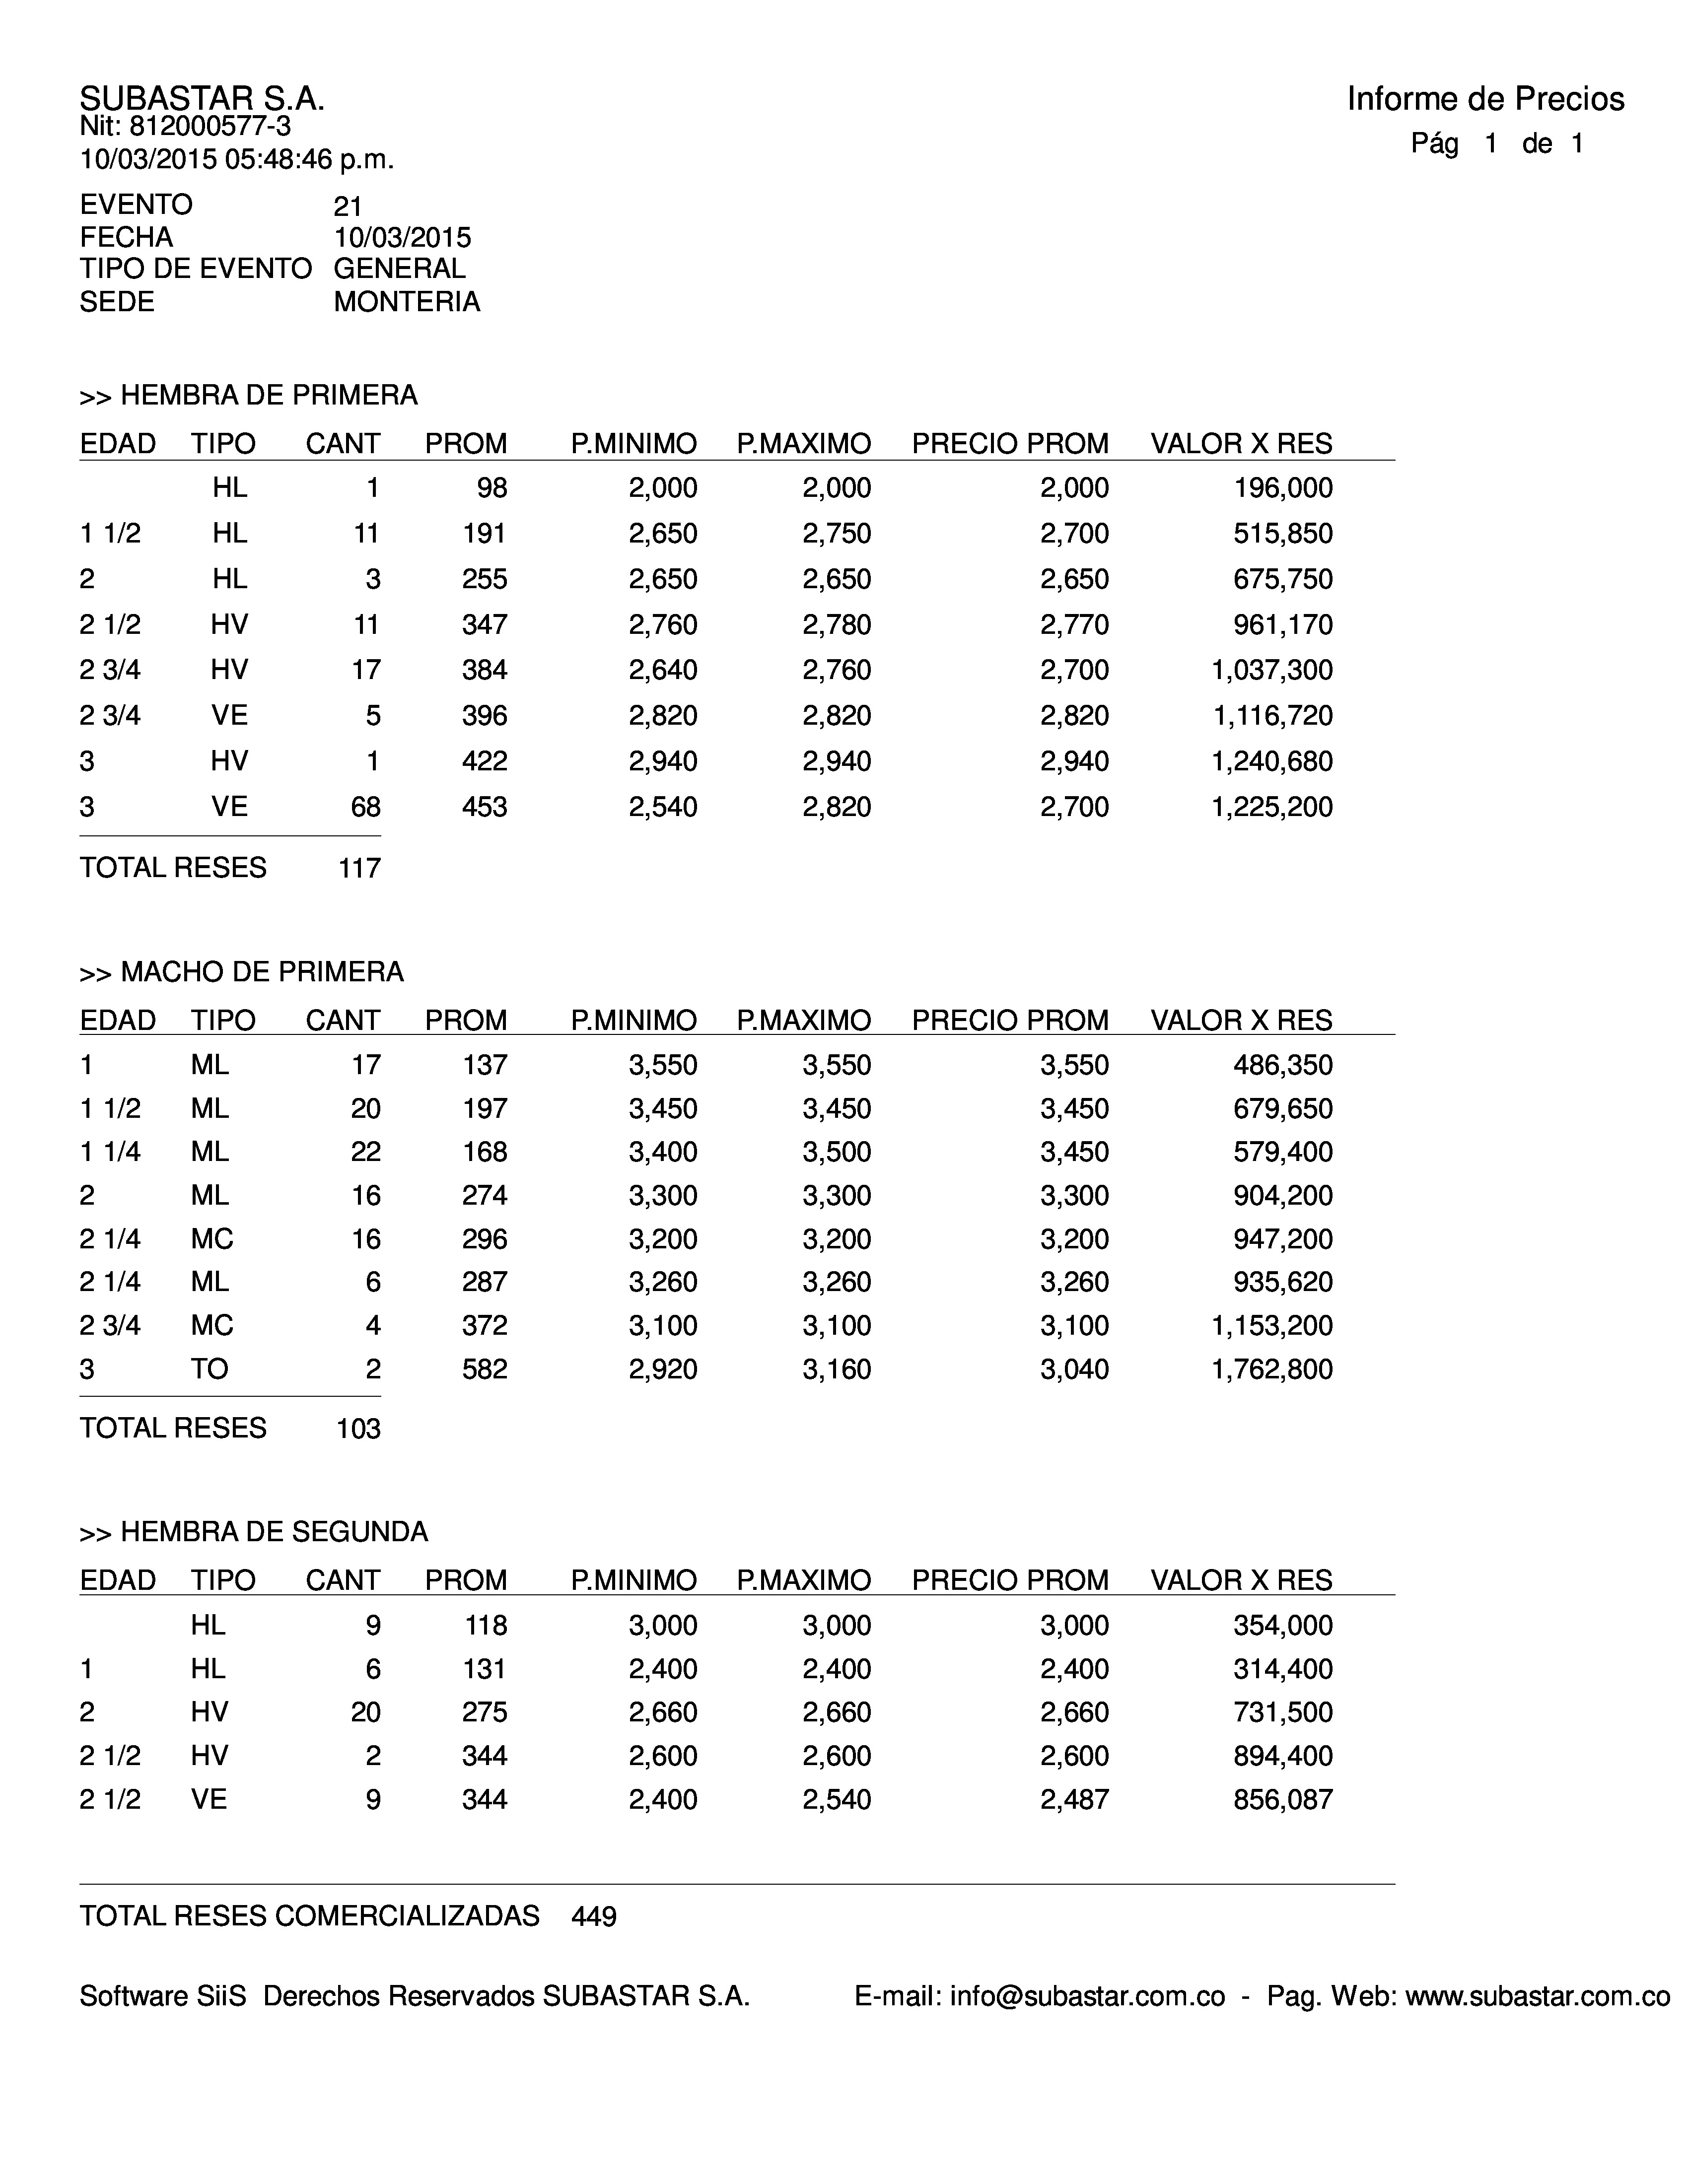 SUBASTAR S.A.
Nit: 812000577-3
10/03/2015 05:48:46 p.m.
Informe de Precios
Pág 1 de 1
EVENTO 21
FECHA 10/03/2015
TIPO DE EVENTO GENERAL
SEDE MONTERIA
>> HEMBRA DE PRIMERA
EDAD TIPO CANT PROM P.MINIMO P.MAXIMO PRECIO PROM VALOR X RES
HL 1 98 2,000 2,000 2,000 196,000
1 1/2 HL 11 191 2,650 2,750 2,700 515,850
2 HL 3 255 2,650 2,650 2,650 675,750
2 1/2 HV 11 347 2,760 2,780 2,770 961,170
2 3/4 HV 17 384 2,640 2,760 2,700 1,037,300
2 3/4 VE 5 396 2,820 2,820 2,820 1,116,720
3 HV 1 422 2,940 2,940 2,940 1,240,680
3 VE 68 453 2,540 2,820 2,700 1,225,200
TOTAL RESES 117
>> MACHO DE PRIMERA
EDAD TIPO CANT PROM P.MINIMO P.MAXIMO PRECIO PROM VALOR X RES
1 ML 17 137 3,550 3,550 3,550 486,350
1 1/2 ML 20 197 3,450 3,450 3,450 679,650
1 1/4 ML 22 168 3,400 3,500 3,450 579,400
2 ML 16 274 3,300 3,300 3,300 904,200
2 1/4 MC 16 296 3,200 3,200 3,200 947,200
2 1/4 ML 6 287 3,260 3,260 3,260 935,620
2 3/4 MC 4 372 3,100 3,100 3,100 1,153,200
3 TO 2 582 2,920 3,160 3,040 1,762,800
TOTAL RESES 103
>> HEMBRA DE SEGUNDA
EDAD TIPO CANT PROM P.MINIMO P.MAXIMO PRECIO PROM VALOR X RES
HL 9 118 3,000 3,000 3,000 354,000
1 HL 6 131 2,400 2,400 2,400 314,400
2 HV 20 275 2,660 2,660 2,660 731,500
2 1/2 HV 2 344 2,600 2,600 2,600 894,400
2 1/2 VE 9 344 2,400 2,540 2,487 856,087
TOTAL RESES COMERCIALIZADAS 449
Software SiiS Derechos Reservados SUBASTAR S.A. E-mail: info@subastar.com.co - Pag. Web: www.subastar.com.co